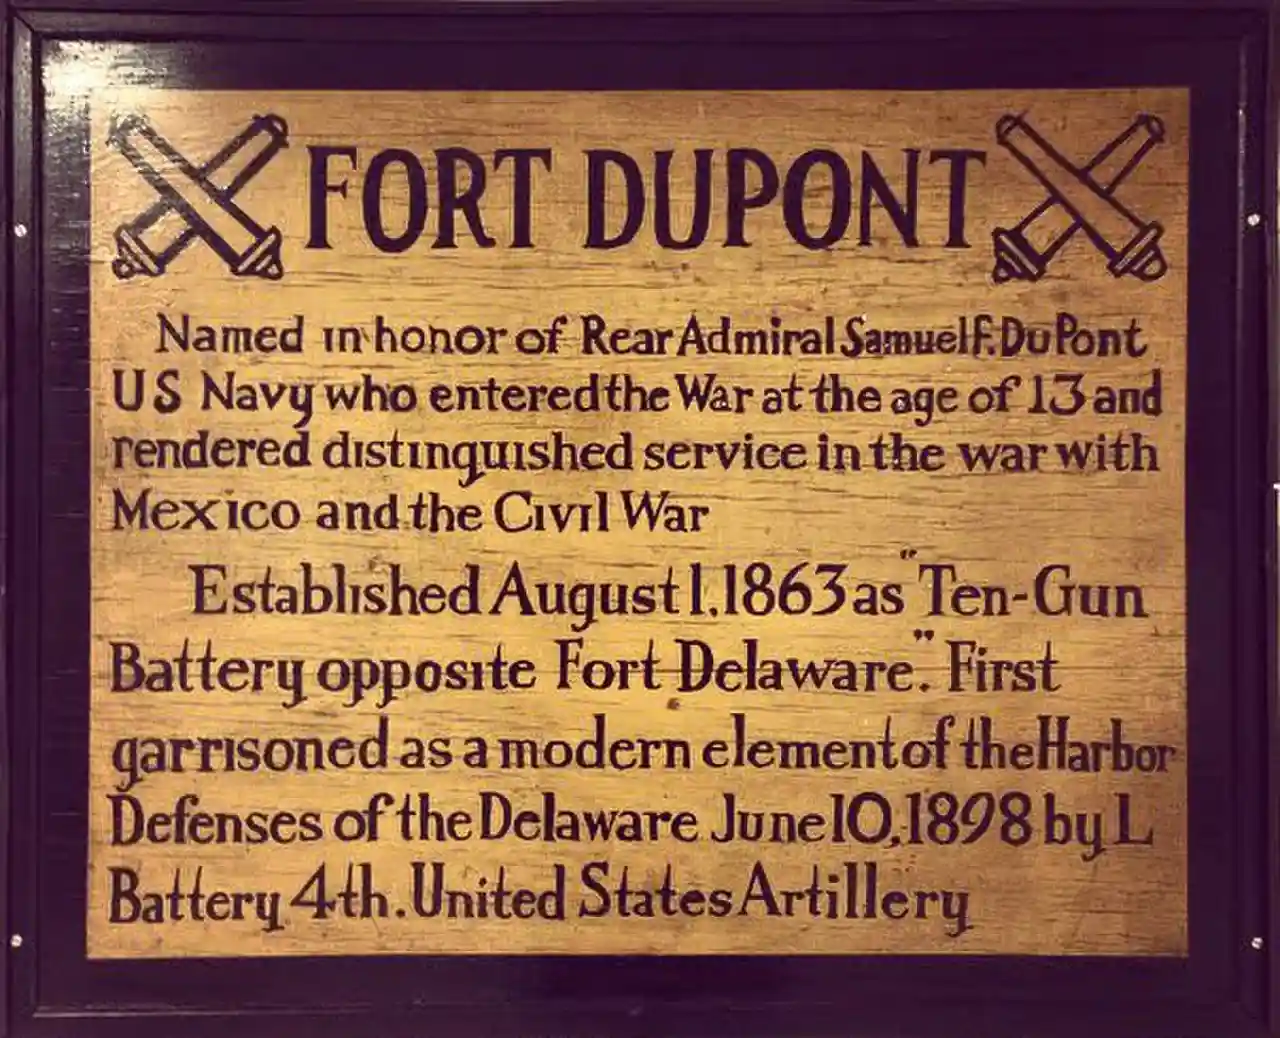 FORT DUPONT
Named in honor of Rear Admiral Samuel F. DuPont
US Navy who entered the War at the age of 13 and
rendered distinguished service in the war with
Mexico and the Civil War
Established August 1, 1863 as "Ten-Gun
Battery opposite Fort Delaware." First
garrisoned as a modern element of the Harbor
Defenses of the Delaware June 10, 1898 by L
Battery 4th. United States Artillery